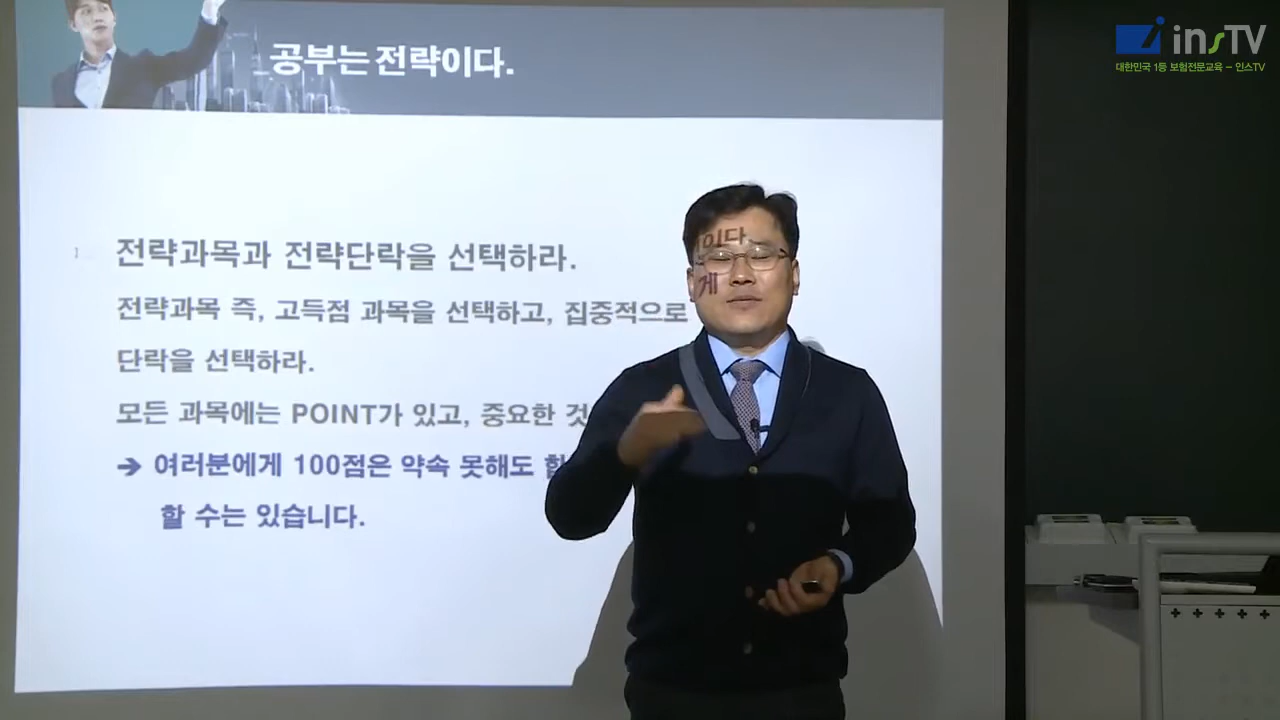 insTV
대한민국 1등 보험전문교육 - 인스TV
공부는 전략이다.
전략과목과 전략단락을 선택하라.
전략과목 즉, 고득점 과목을 선택하고, 집중적으로
단락을 선택하라.
모든 과목에는 POINT가 있고, 중요한
→ 여러분에게 100점은 약속 못해도
할 수는 있습니다.
이다.
게